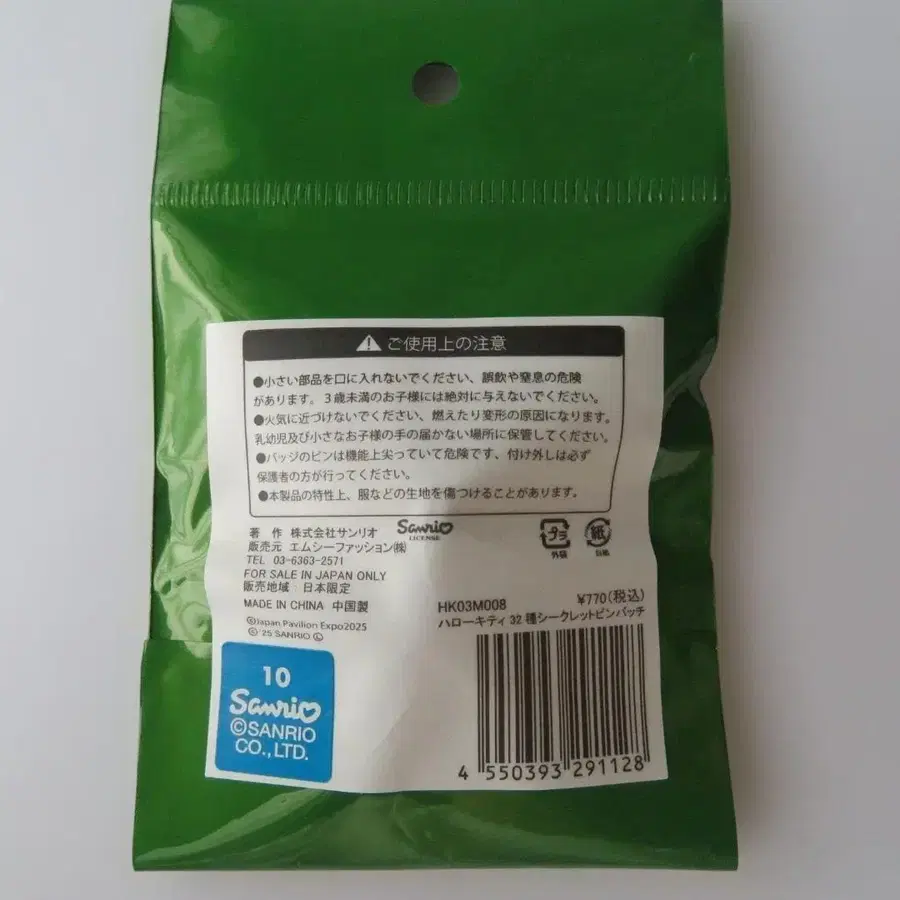 ⚠ ご使用上の注意
●小さい部品を口に入れないでください、誤飲や窒息の危険
があります。3歳未満のお子様には絶対に与えないでください。
●火気に近づけないでください、燃えたり変形の原因になります。
乳幼児及び小さなお子様の手の届かない場所に保管してください。
●バッジのピンは機能上尖っていて危険です、付け外しは必ず
保護者の方が行ってください。
●本製品の特性上、服などの生地を傷つけることがあります。
著 作 株式会社サンリオ
販売元 エムシーファッション㈱
TEL 03-6363-2571
FOR SALE IN JAPAN ONLY
販売地域：日本限定
MADE IN CHINA 中国製
©Japan Pavilion Expo2025
©'25 SANRIO Ⓛ
Sanrio
LICENSE
プラ
外袋
紙
台紙
HK03M008 ¥770(税込)
ハローキティ 32 種シークレットピンバッチ
10
Sanrio
©SANRIO
CO.,LTD.
4 550393 291128